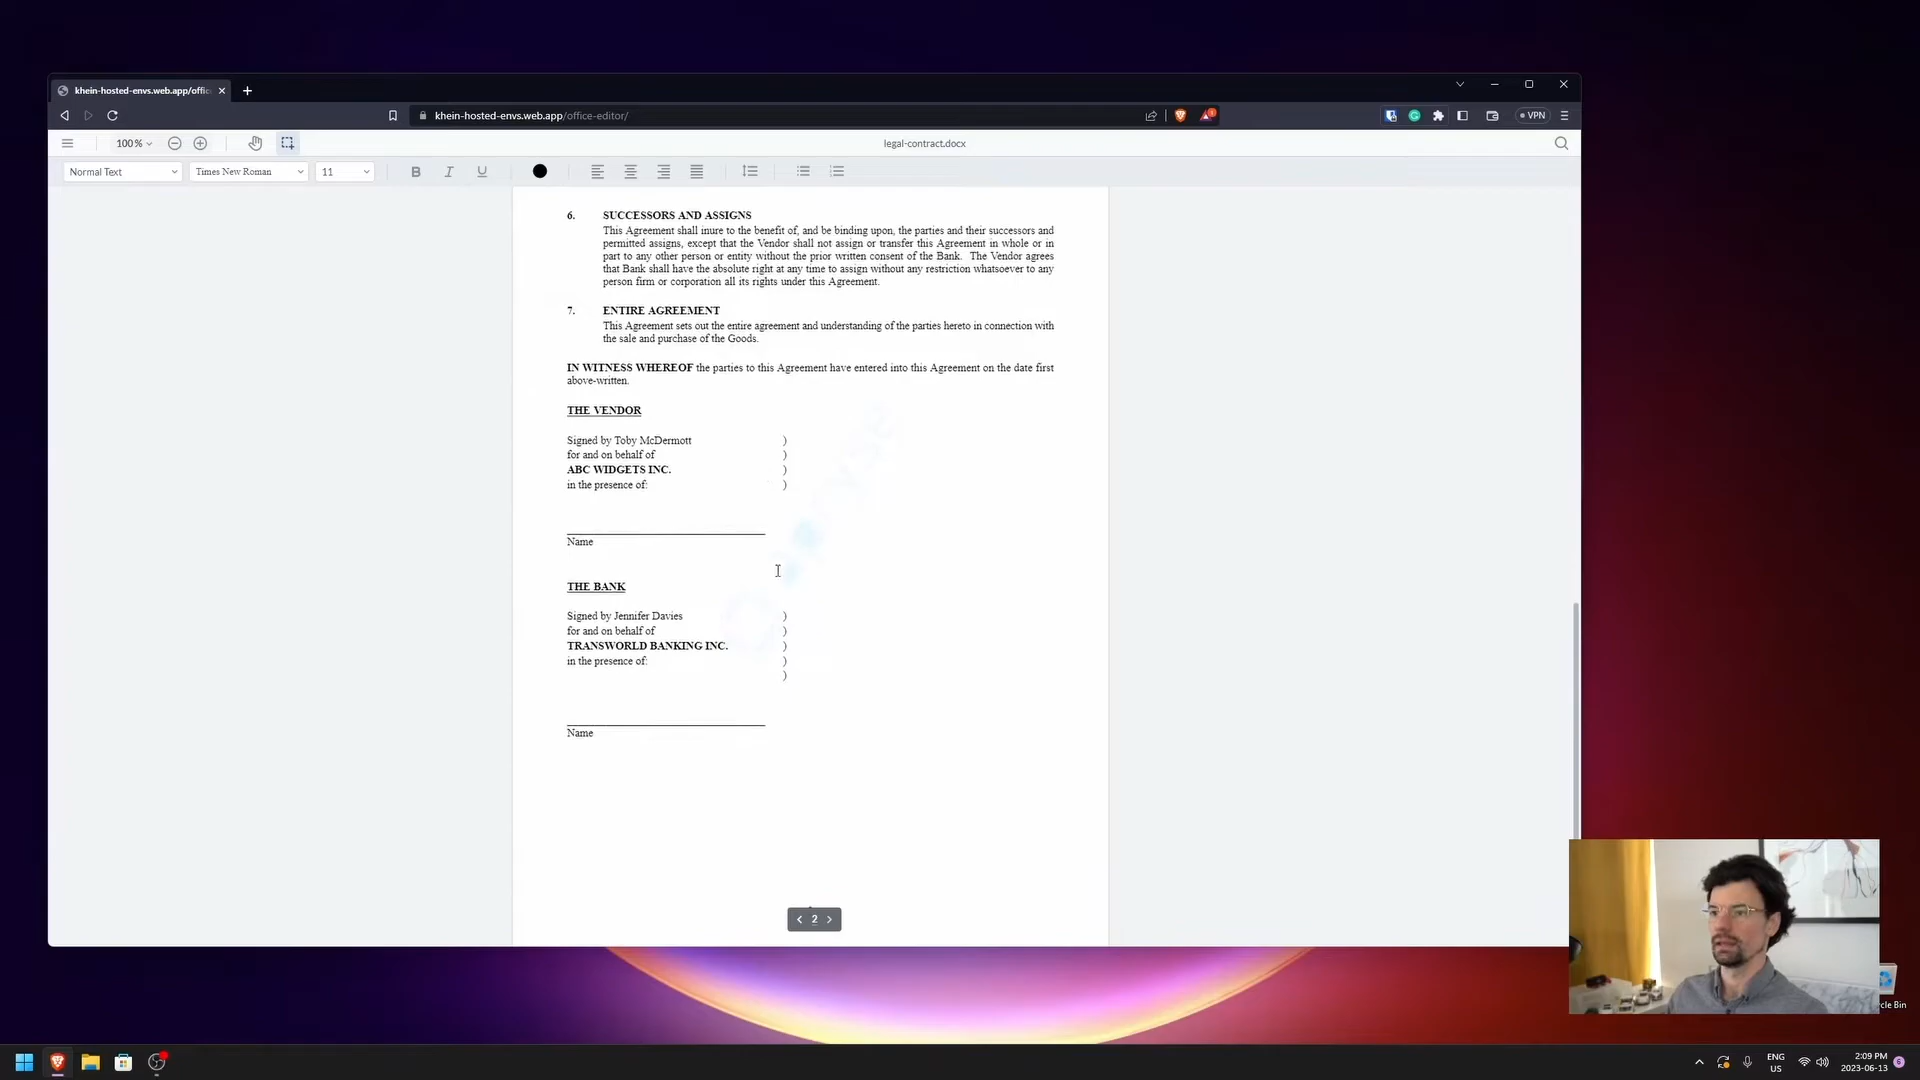 khein-hosted-envs.web.app/offic
khein-hosted-envs.web.app/office-editor/
VPN
100%
legal-contract.docx
Normal Text
Times New Roman
11
B
I
U
6. SUCCESSORS AND ASSIGNS
This Agreement shall inure to the benefit of, and be binding upon, the parties and their successors and
permitted assigns, except that the Vendor shall not assign or transfer this Agreement in whole or in
part to any other person or entity without the prior written consent of the Bank. The Vendor agrees
that Bank shall have the absolute right at any time to assign without any restriction whatsoever to any
person firm or corporation all its rights under this Agreement.
7. ENTIRE AGREEMENT
This Agreement sets out the entire agreement and understanding of the parties hereto in connection with
the sale and purchase of the Goods.
IN WITNESS WHEREOF the parties to this Agreement have entered into this Agreement on the date first
above-written.
THE VENDOR
Signed by Toby McDermott )
for and on behalf of )
ABC WIDGETS INC. )
in the presence of: )
Name
THE BANK
Signed by Jennifer Davies )
for and on behalf of )
TRANSWORLD BANKING INC. )
in the presence of: )
)
Name
2
cle Bin
ENG
US
2:09 PM
2023-06-13
6